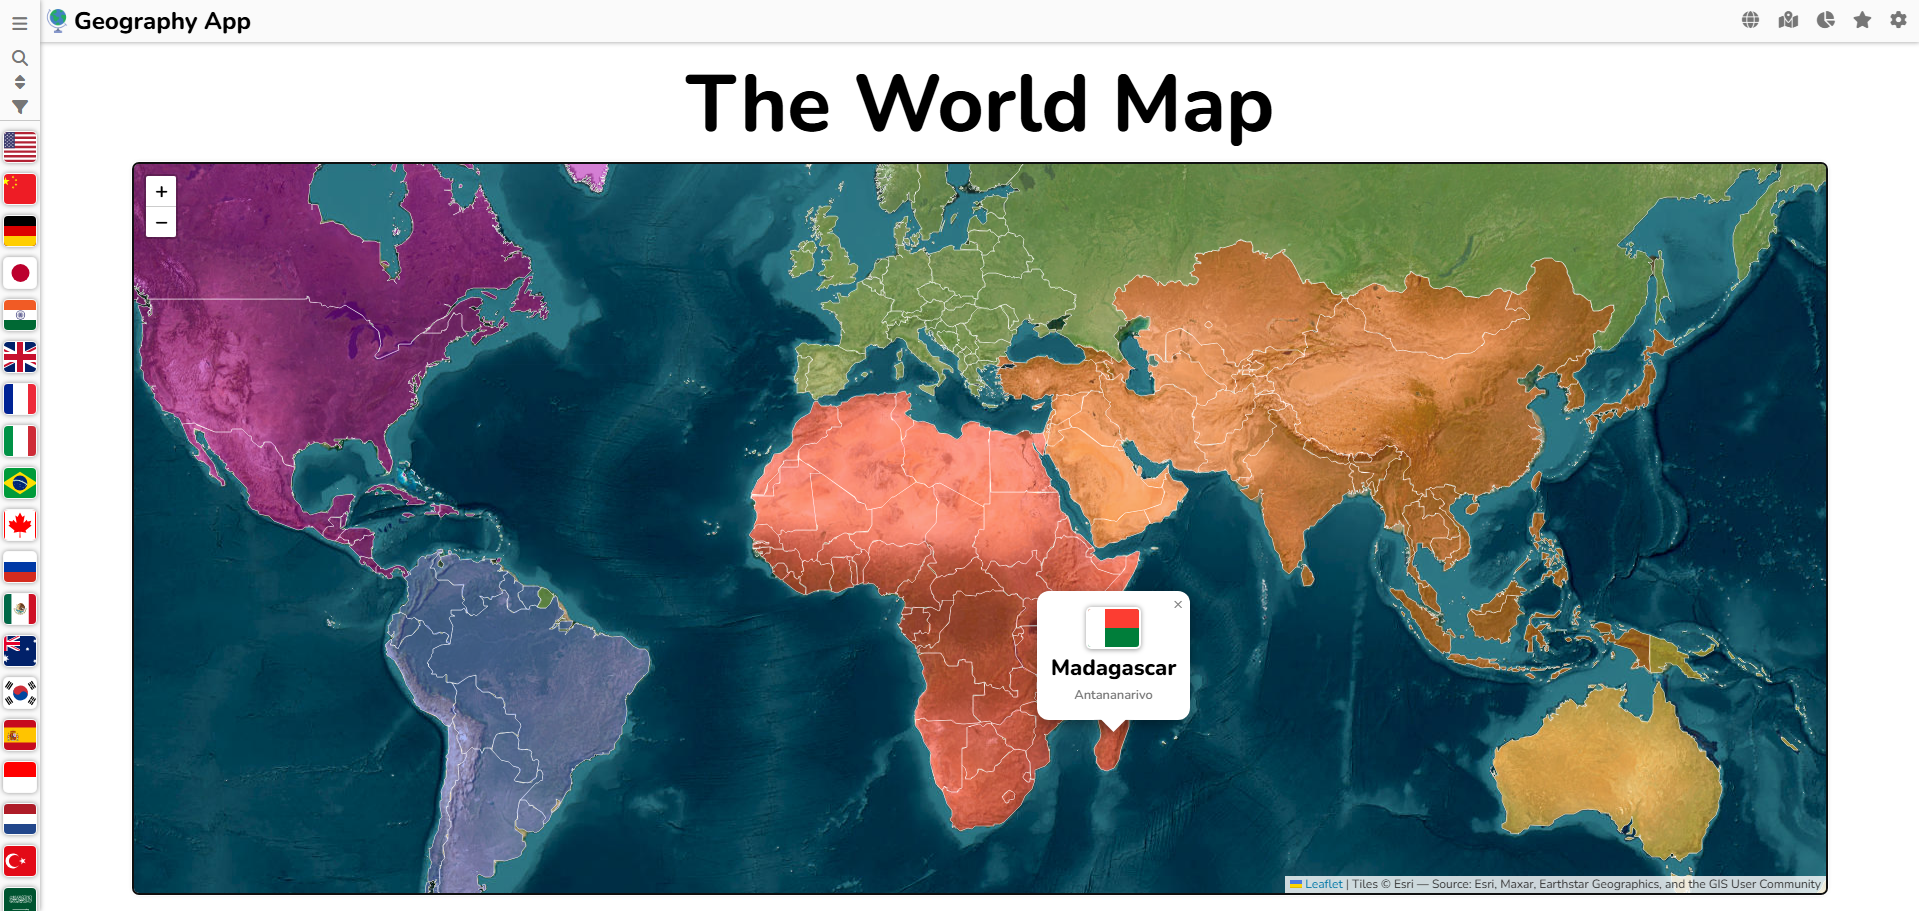 Geography App
The World Map
+
−
×
Madagascar
Antananarivo
Leaflet | Tiles © Esri — Source: Esri, Maxar, Earthstar Geographics, and the GIS User Community